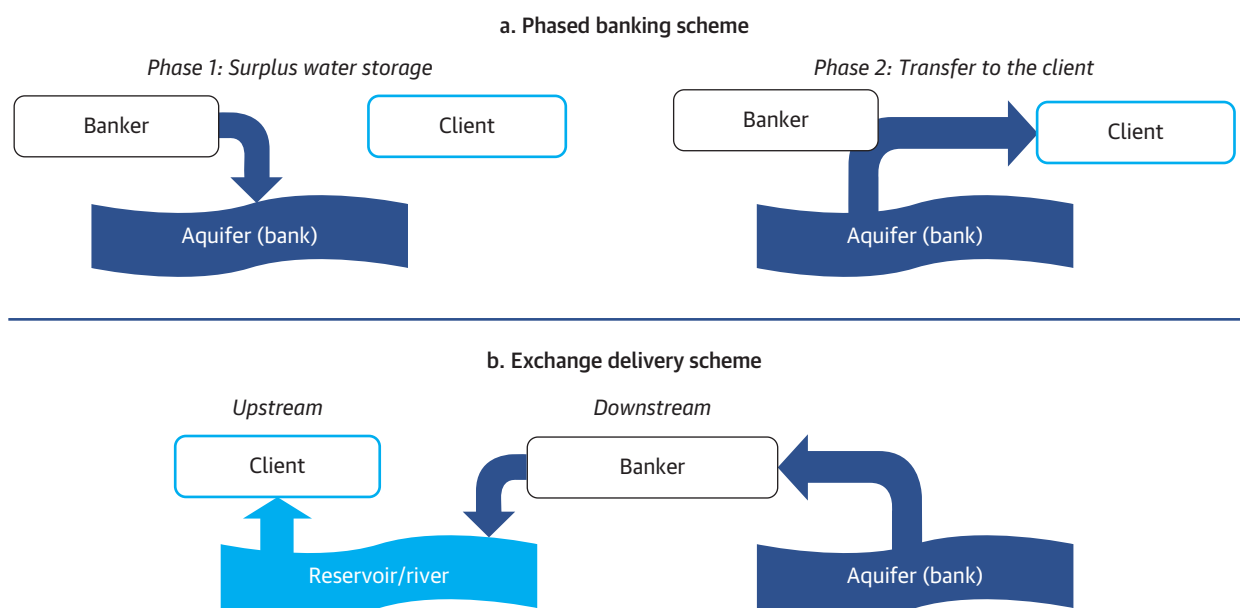 a. Phased banking scheme
Phase 1: Surplus water storage
Phase 2: Transfer to the client
Banker
Client
Banker
Client
Aquifer (bank)
Aquifer (bank)
b. Exchange delivery scheme
Upstream
Downstream
Client
Banker
Reservoir/river
Aquifer (bank)